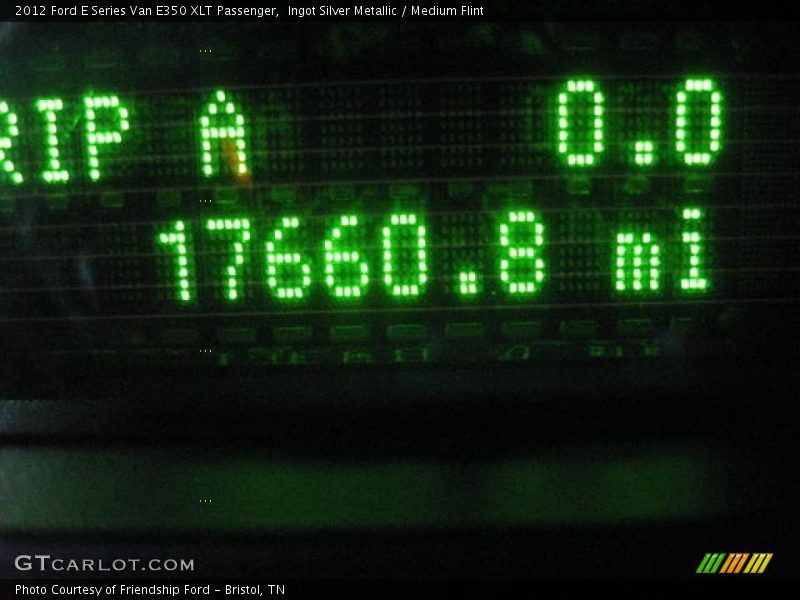 2012 Ford E Series Van E350 XLT Passenger,  Ingot Silver Metallic / Medium Flint
RIP A 0.0
17660.8 mi
GTCARLOT.COM
Photo Courtesy of Friendship Ford – Bristol, TN